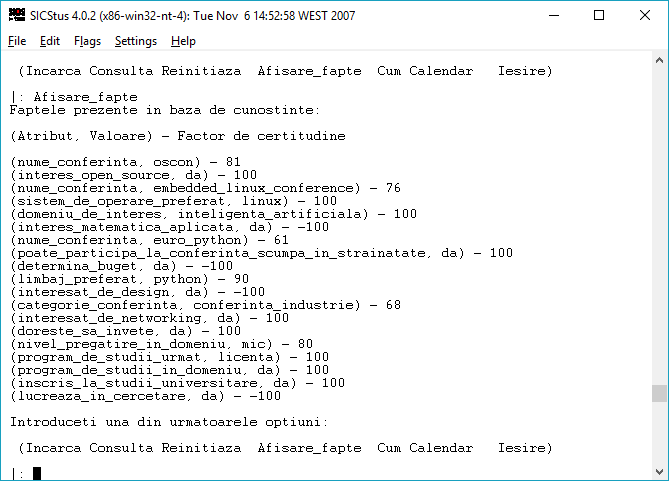 SICStus 4.0.2 (x86-win32-nt-4): Tue Nov  6 14:52:58 WEST 2007
File Edit Flags Settings Help
(Incarca Consulta Reinitiaza  Afisare_fapte  Cum Calendar   Iesire)
|: Afisare_fapte
Faptele prezente in baza de cunostinte:
(Atribut, Valoare) - Factor de certitudine
(nume_conferinta, oscon) - 81
(interes_open_source, da) - 100
(nume_conferinta, embedded_linux_conference) - 76
(sistem_de_operare_preferat, linux) - 100
(domeniu_de_interes, inteligenta_artificiala) - 100
(interes_matematica_aplicata, da) - -100
(nume_conferinta, euro_python) - 61
(poate_participa_la_conferinta_scumpa_in_strainatate, da) - 100
(determina_buget, da) - -100
(limbaj_preferat, python) - 90
(interesat_de_design, da) - -100
(categorie_conferinta, conferinta_industrie) - 68
(interesat_de_networking, da) - 100
(doreste_sa_invete, da) - 100
(nivel_pregatire_in_domeniu, mic) - 80
(program_de_studii_urmat, licenta) - 100
(program_de_studii_in_domeniu, da) - 100
(inscris_la_studii_universitare, da) - 100
(lucreaza_in_cercetare, da) - -100
Introduceti una din urmatoarele optiuni:
(Incarca Consulta Reinitiaza  Afisare_fapte  Cum Calendar   Iesire)
|: